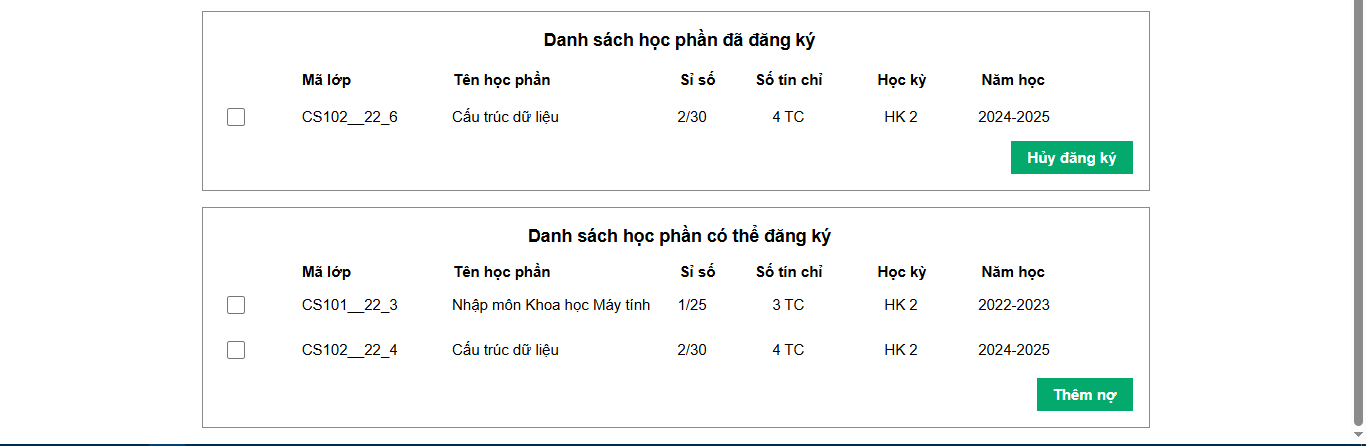 Danh sách học phần đã đăng ký
Mã lớp Tên học phần Sỉ số Số tín chỉ Học kỳ Năm học
CS102__22_6 Cấu trúc dữ liệu 2/30 4 TC HK 2 2024-2025
Hủy đăng ký
Danh sách học phần có thể đăng ký
Mã lớp Tên học phần Sỉ số Số tín chỉ Học kỳ Năm học
CS101__22_3 Nhập môn Khoa học Máy tính 1/25 3 TC HK 2 2022-2023
CS102__22_4 Cấu trúc dữ liệu 2/30 4 TC HK 2 2024-2025
Thêm nợ